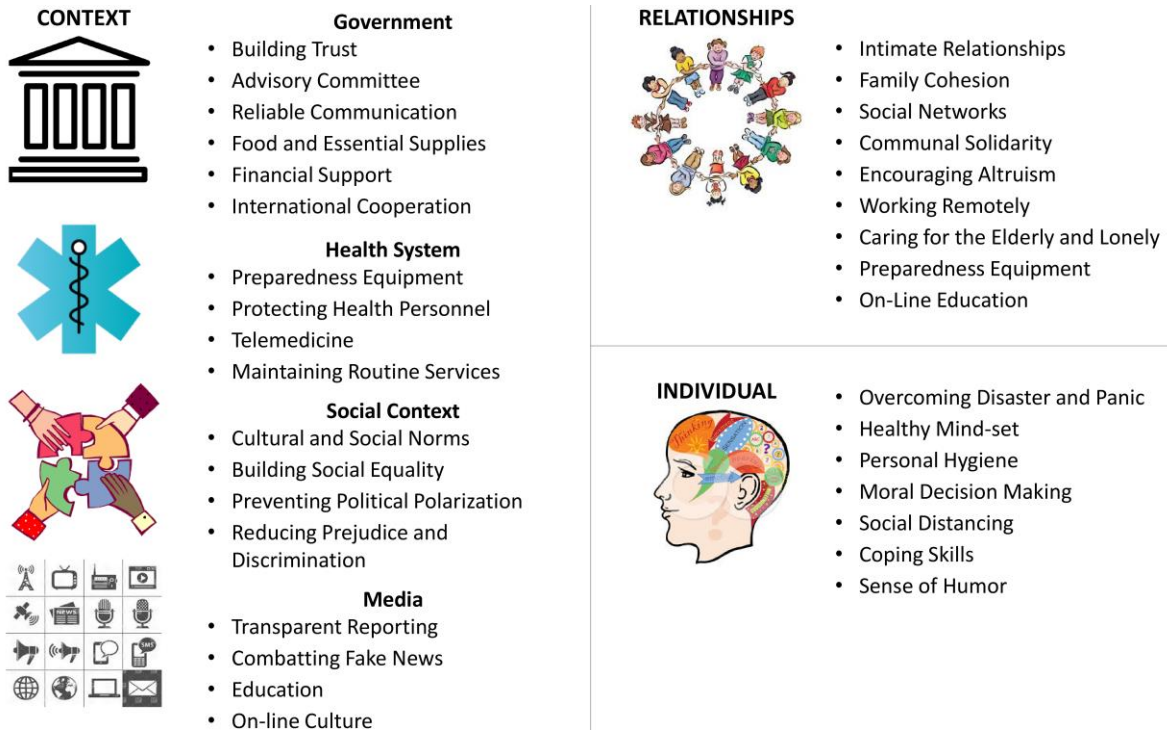 CONTEXT
Government
• Building Trust
• Advisory Committee
• Reliable Communication
• Food and Essential Supplies
• Financial Support
• International Cooperation
Health System
• Preparedness Equipment
• Protecting Health Personnel
• Telemedicine
• Maintaining Routine Services
Social Context
• Cultural and Social Norms
• Building Social Equality
• Preventing Political Polarization
• Reducing Prejudice and
Discrimination
NEWS
SMS
Media
• Transparent Reporting
• Combatting Fake News
• Education
• On-line Culture
RELATIONSHIPS
• Intimate Relationships
• Family Cohesion
• Social Networks
• Communal Solidarity
• Encouraging Altruism
• Working Remotely
• Caring for the Elderly and Lonely
• Preparedness Equipment
• On-Line Education
INDIVIDUAL
Thinking
• Overcoming Disaster and Panic
• Healthy Mind-set
• Personal Hygiene
• Moral Decision Making
• Social Distancing
• Coping Skills
• Sense of Humor